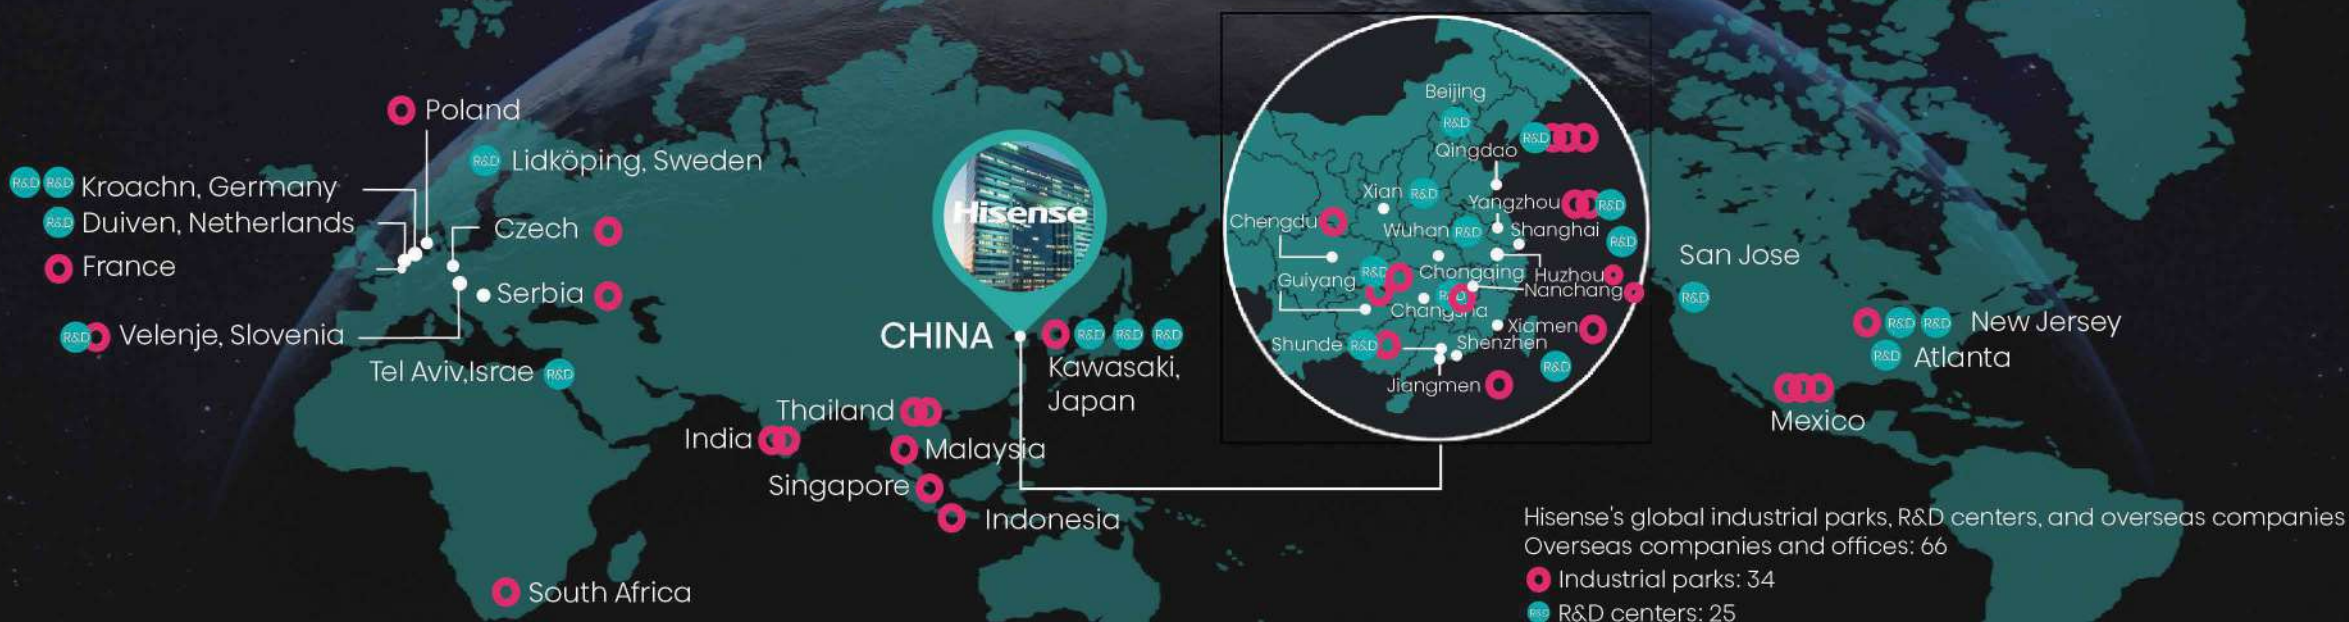 Poland
R&D Lidköping, Sweden
R&D R&D Kroachn, Germany
R&D Duiven, Netherlands
France
Czech
Serbia
R&D Velenje, Slovenia
Tel Aviv,Israe R&D
Hisense
CHINA
R&D R&D R&D
Kawasaki,
Japan
Thailand
India
Malaysia
Singapore
Indonesia
South Africa
Beijing
R&D
R&D
Qingdao
Xian R&D
Yangzhou R&D
Chengdu
Wuhan R&D
Shanghai
R&D
Guiyang R&D
Chongqing
Huzhou
Nanchang
R&D
Changsha
Xiamen
Shunde R&D
Shenzhen
R&D
Jiangmen
San Jose
R&D
R&D R&D New Jersey
R&D Atlanta
Mexico
Hisense's global industrial parks, R&D centers, and overseas companies
Overseas companies and offices: 66
Industrial parks: 34
R&D R&D centers: 25